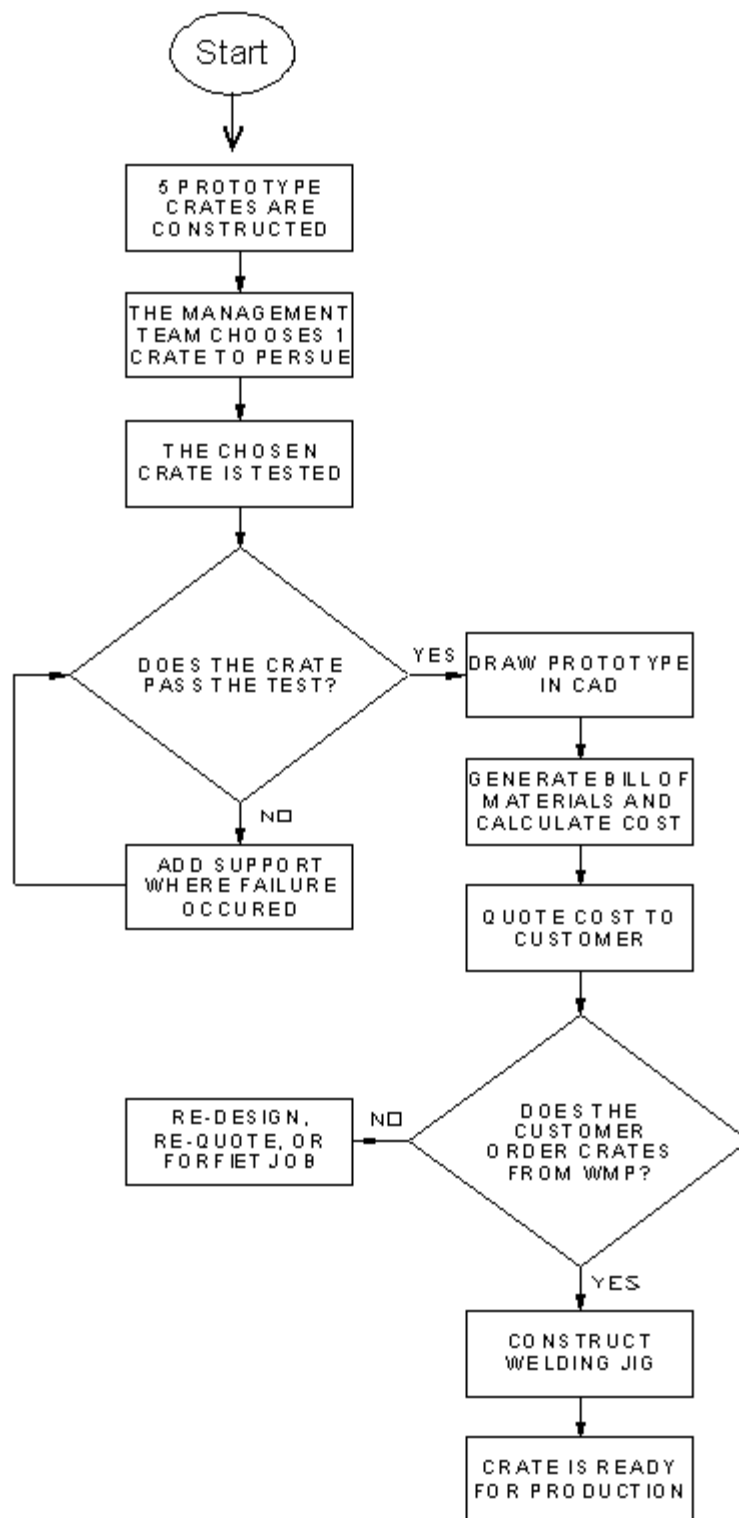 Start
5 PROTOTYPE
CRATES ARE
CONSTRUCTED
THE MANAGEMENT
TEAM CHOOSES 1
CRATE TO PERSUE
THE CHOSEN
CRATE IS TESTED
DOES THE CRATE
PASS THE TEST?
YES
DRAW PROTOTYPE
IN CAD
NO
ADD SUPPORT
WHERE FAILURE
OCCURED
GENERATE BILL OF
MATERIALS AND
CALCULATE COST
QUOTE COST TO
CUSTOMER
DOES THE
CUSTOMER
ORDER CRATES
FROM WMP?
NO
RE-DESIGN,
RE-QUOTE, OR
FORFIET JOB
YES
CONSTRUCT
WELDING JIG
CRATE IS READY
FOR PRODUCTION